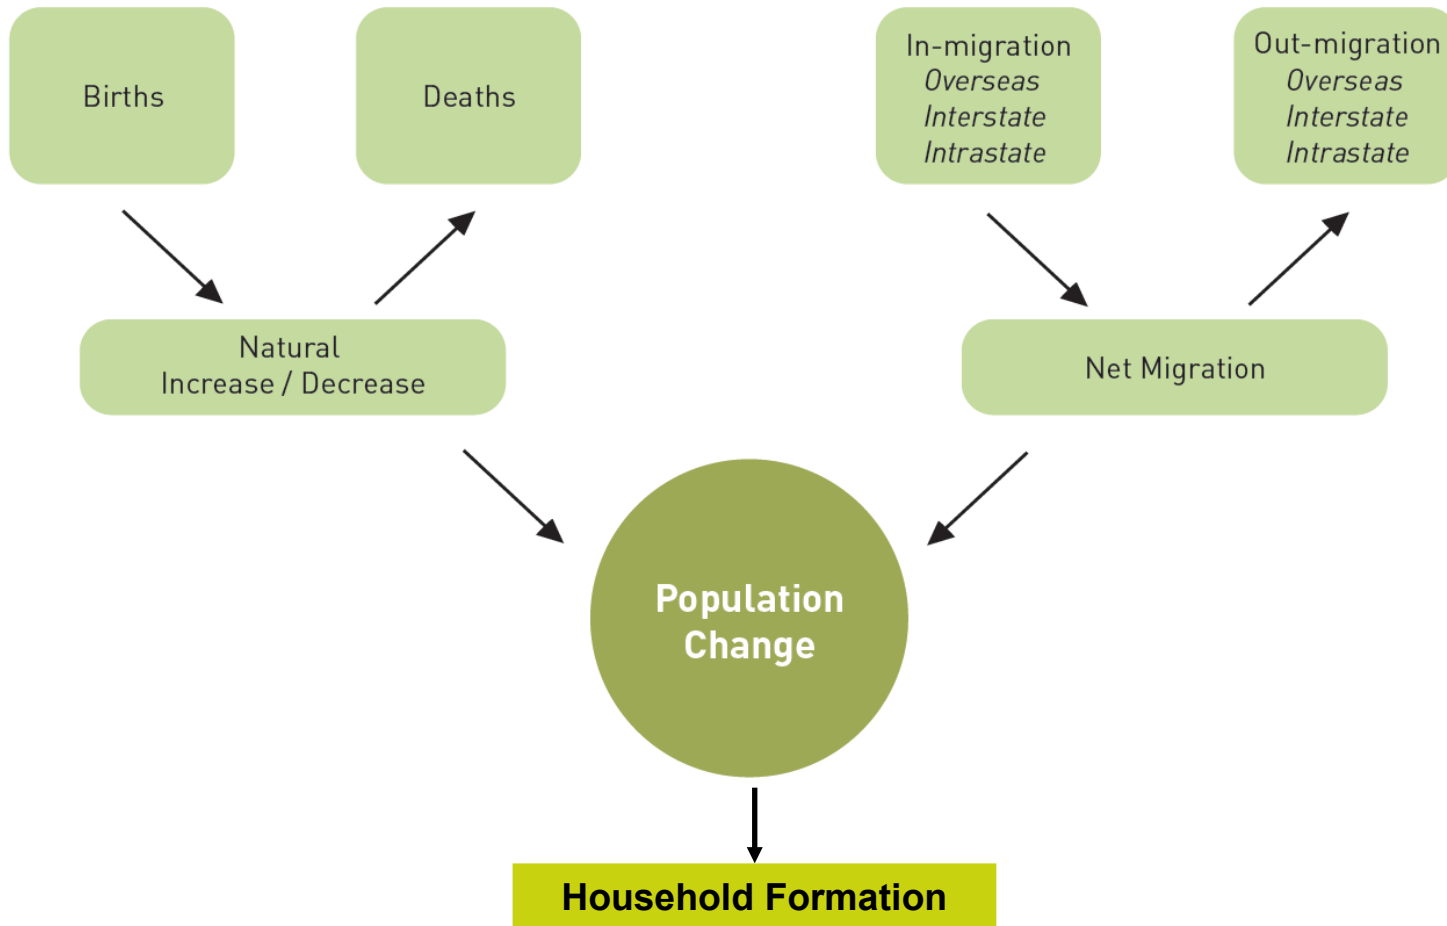 Births
Deaths
In-migration
Overseas
Interstate
Intrastate
Out-migration
Overseas
Interstate
Intrastate
Natural
Increase / Decrease
Net Migration
Population
Change
Household Formation